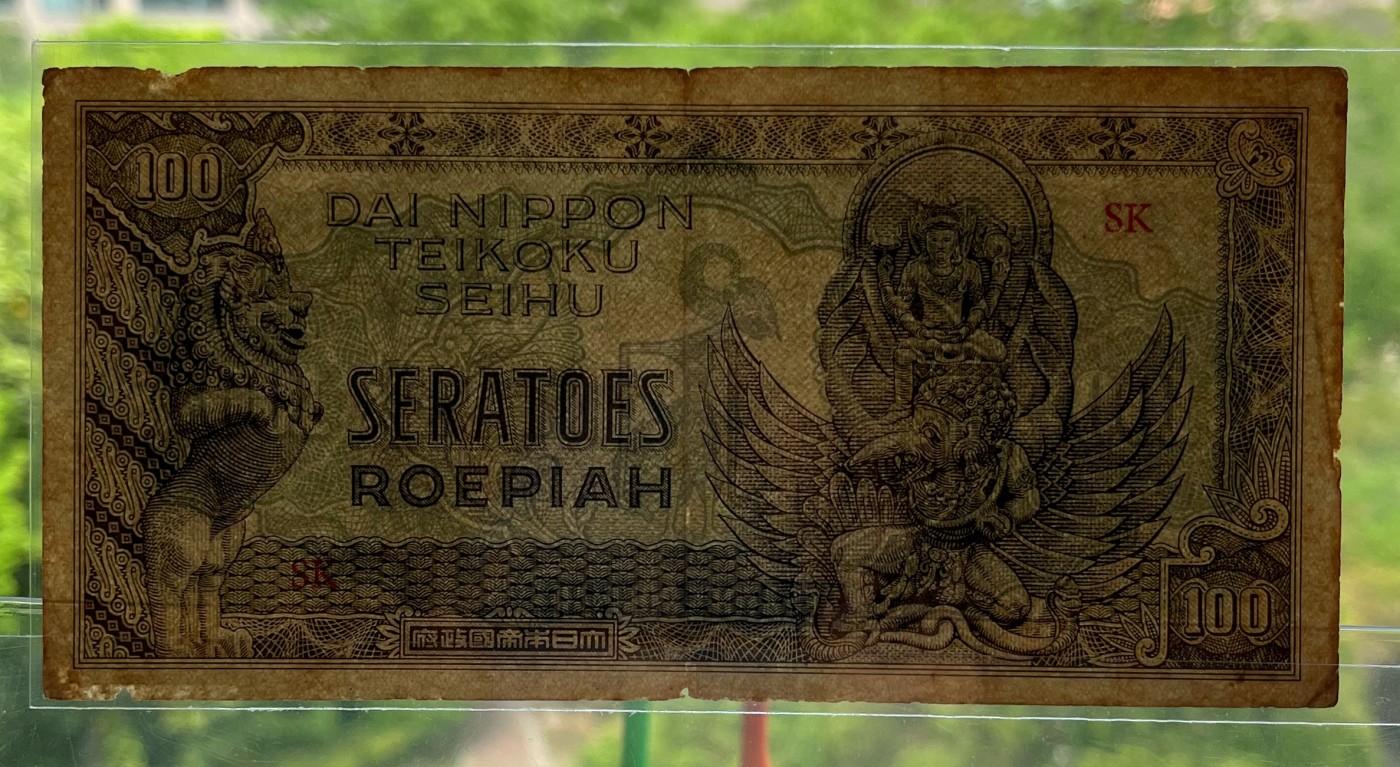 100
DAI NIPPON
TEIKOKU
SEIHU
SK
SERATOES
ROEPIAH
SK
府政國帝本日大
100